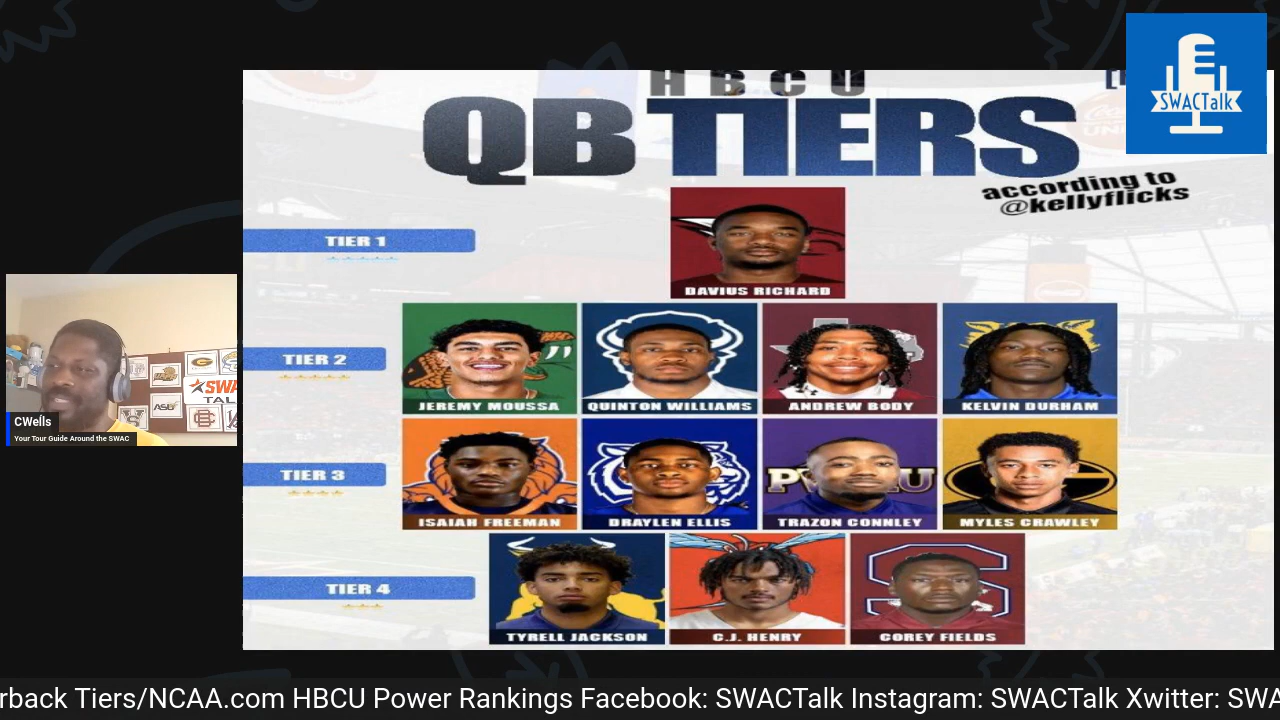 HBCU
QB TIERS
according to
@kellyflicks
SWACTalk
TIER 1
DAVIUS RICHARD
TIER 2
JEREMY MOUSSA
QUINTON WILLIAMS
ANDREW BODY
KELVIN DURHAM
TIER 3
ISAIAH FREEMAN
DRAYLEN ELLIS
TRAZON CONNLEY
MYLES CRAWLEY
TIER 4
TYRELL JACKSON
C.J. HENRY
COREY FIELDS
CWells
Your Tour Guide Around the SWAC
rback Tiers/NCAA.com HBCU Power Rankings Facebook: SWACTalk Instagram: SWACTalk Xwitter: SWA